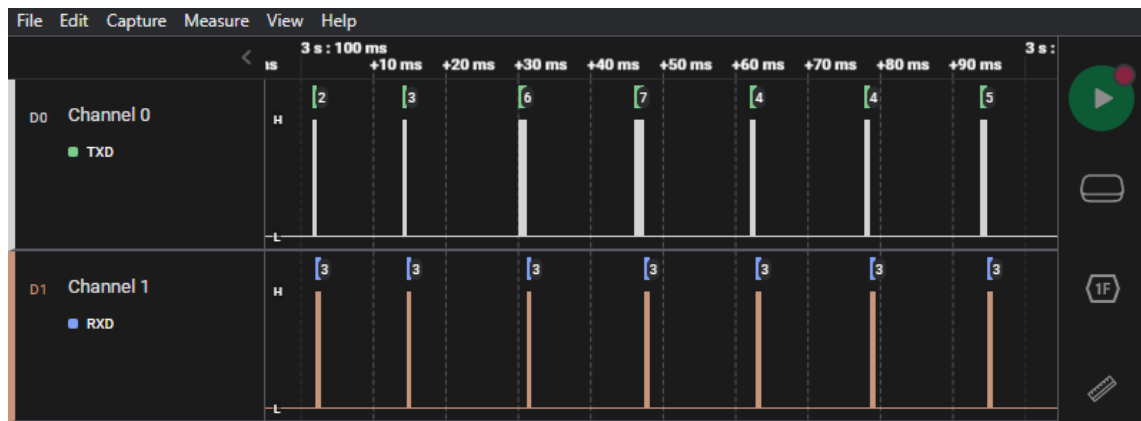 File Edit Capture Measure View Help
3 s : 100 ms 3 s :
+10 ms +20 ms +30 ms +40 ms +50 ms +60 ms +70 ms +80 ms +90 ms
2 3 6 7 4 4 5
D0 Channel 0
H
TXD
L
3 3 3 3 3 3 3
D1 Channel 1
H
1F
RXD
L